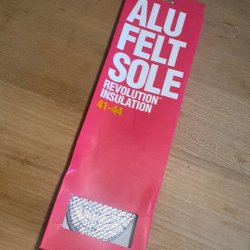 ALU
FELT
SOLE
REVOLUTION
INSULATION
41-44